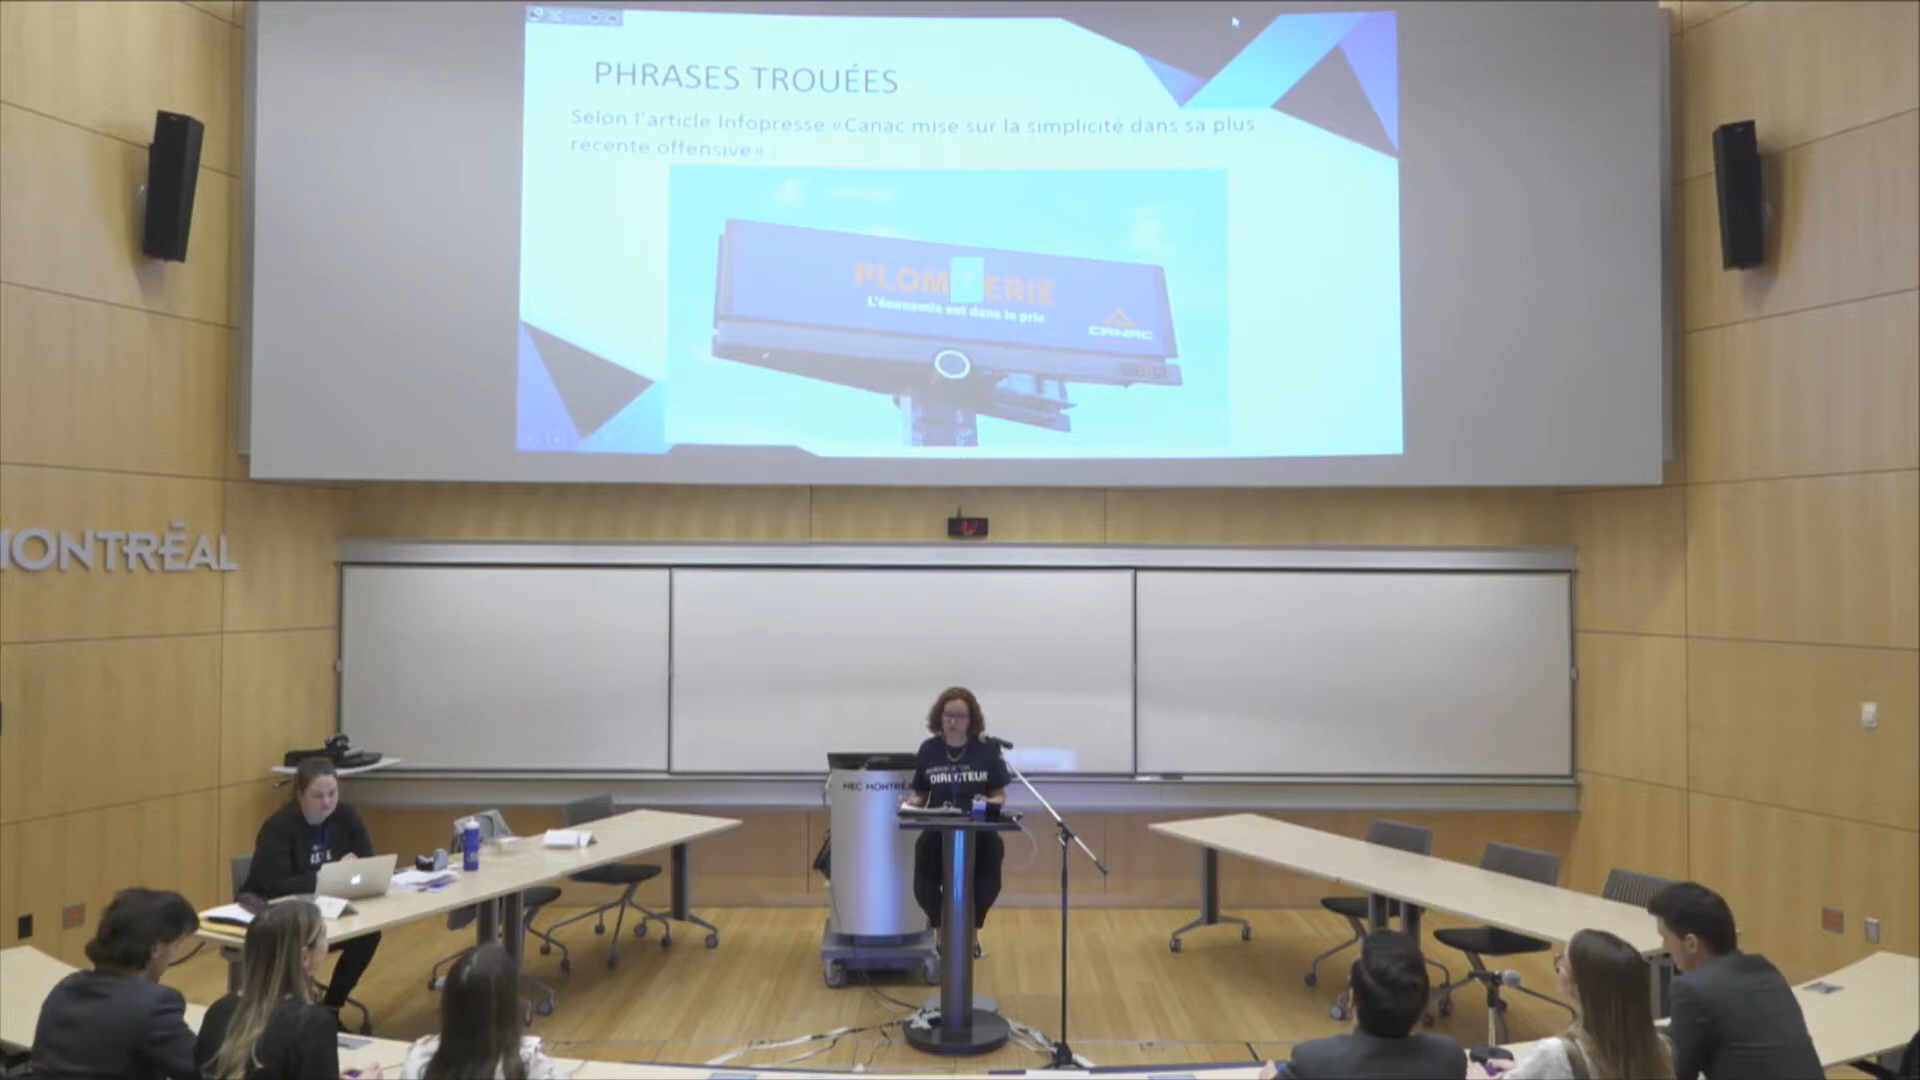 PHRASES TROUÉES
Selon l'article Infopresse «Canac mise sur la simplicité dans sa plus
récente offensive» :
PLOM ERIE
L'économie est dans le prix
CANAC
MONTRÉAL
HEC MONTRÉAL
DIRECTEUR